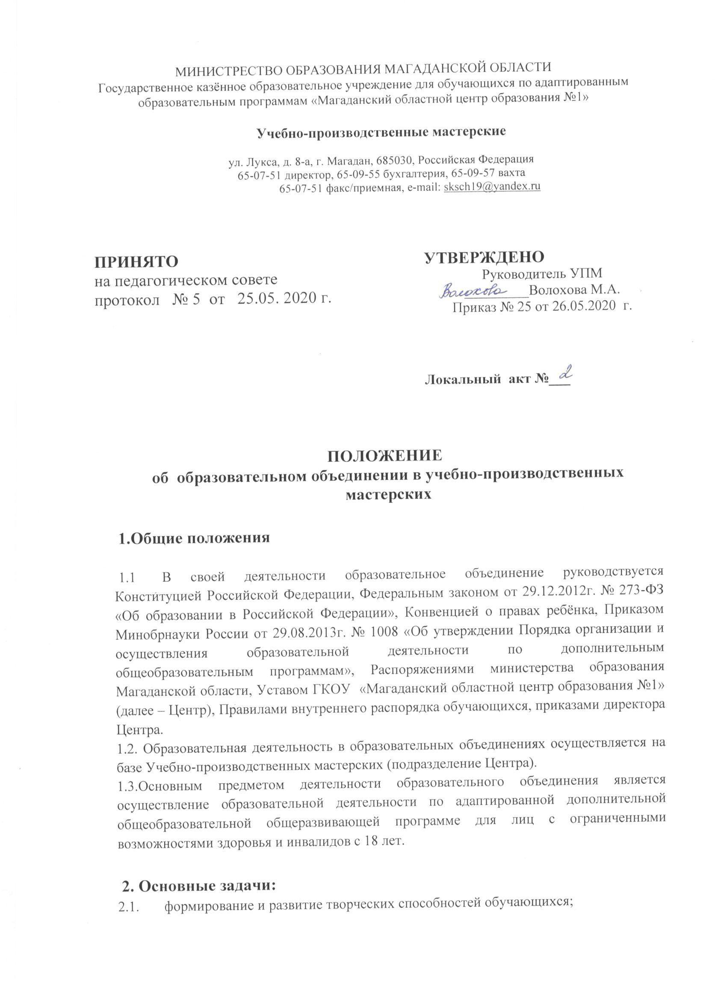 МИНИСТРЕСТВО ОБРАЗОВАНИЯ МАГАДАНСКОЙ ОБЛАСТИ
Государственное казённое образовательное учреждение для обучающихся по адаптированным
образовательным программам «Магаданский областной центр образования №1»
Учебно-производственные мастерские
ул. Лукса, д. 8-а, г. Магадан, 685030, Российская Федерация
65-07-51 директор, 65-09-55 бухгалтерия, 65-09-57 вахта
65-07-51 факс/приемная, e-mail: sksch19@yandex.ru
ПРИНЯТО
на педагогическом совете
протокол № 5 от 25.05. 2020 г.
УТВЕРЖДЕНО
Руководитель УПМ
Волохова _________Волохова М.А.
Приказ № 25 от 26.05.2020 г.
Локальный акт № 2
ПОЛОЖЕНИЕ
об образовательном объединении в учебно-производственных
мастерских
1.Общие положения
1.1 В своей деятельности образовательное объединение руководствуется
Конституцией Российской Федерации, Федеральным законом от 29.12.2012г. № 273-ФЗ
«Об образовании в Российской Федерации», Конвенцией о правах ребёнка, Приказом
Минобрнауки России от 29.08.2013г. № 1008 «Об утверждении Порядка организации и
осуществления образовательной деятельности по дополнительным
общеобразовательным программам», Распоряжениями министерства образования
Магаданской области, Уставом ГКОУ «Магаданский областной центр образования №1»
(далее – Центр), Правилами внутреннего распорядка обучающихся, приказами директора
Центра.
1.2. Образовательная деятельность в образовательных объединениях осуществляется на
базе Учебно-производственных мастерских (подразделение Центра).
1.3.Основным предметом деятельности образовательного объединения является
осуществление образовательной деятельности по адаптированной дополнительной
общеобразовательной общеразвивающей программе для лиц с ограниченными
возможностями здоровья и инвалидов с 18 лет.
2. Основные задачи:
2.1. формирование и развитие творческих способностей обучающихся;